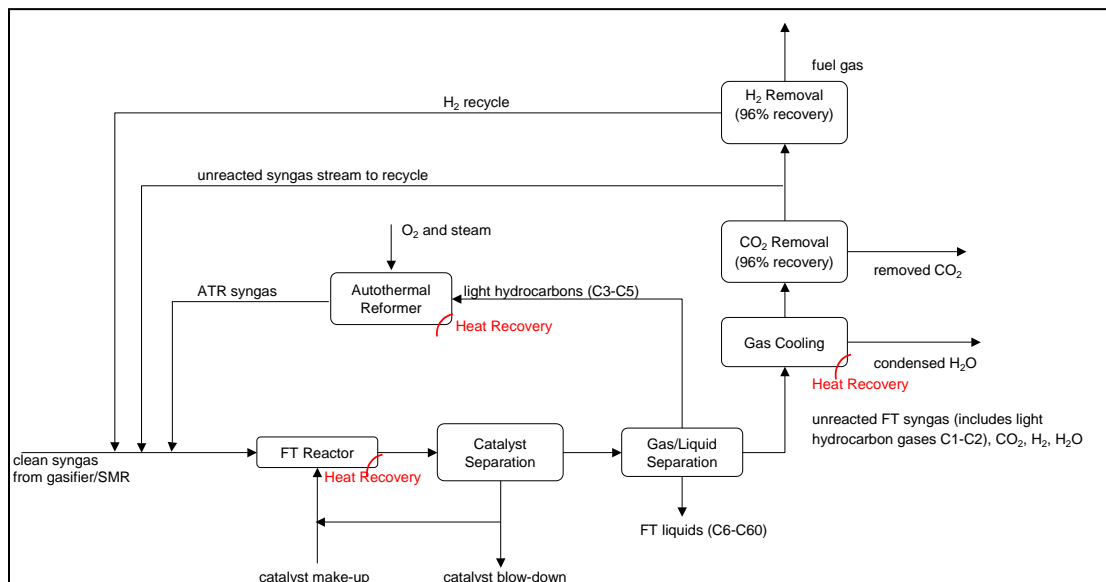 fuel gas
H₂ Removal
(96% recovery)
H₂ recycle
unreacted syngas stream to recycle
O₂ and steam
CO₂ Removal
(96% recovery)
removed CO₂
ATR syngas
Autothermal
Reformer
light hydrocarbons (C3-C5)
Heat Recovery
Gas Cooling
condensed H₂O
Heat Recovery
unreacted FT syngas (includes light
hydrocarbon gases C1-C2), CO₂, H₂, H₂O
clean syngas
from gasifier/SMR
FT Reactor
Heat Recovery
Catalyst
Separation
Gas/Liquid
Separation
FT liquids (C6-C60)
catalyst make-up
catalyst blow-down